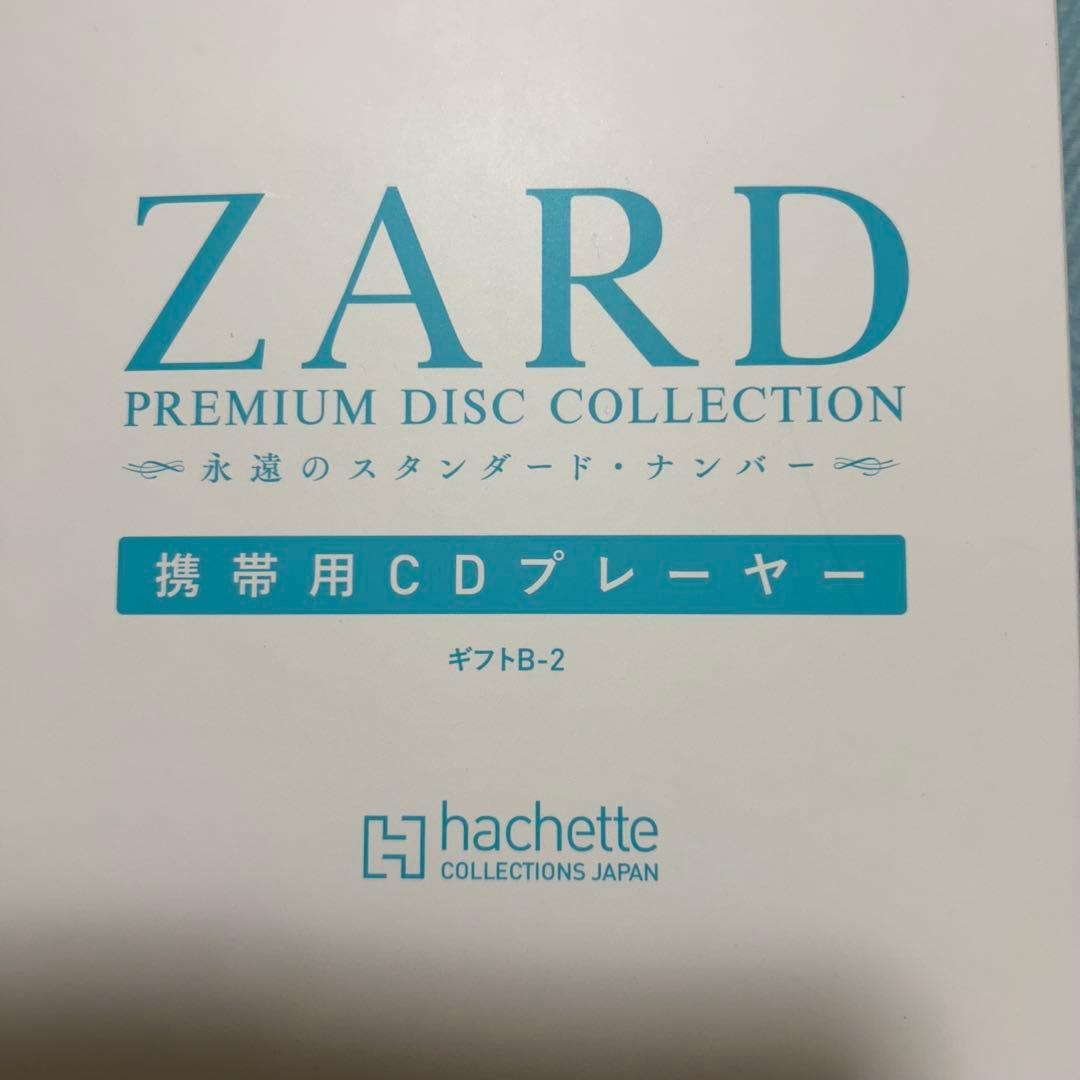 ZARD
PREMIUM DISC COLLECTION
永遠のスタンダード・ナンバー
携帯用CDプレーヤー
ギフトB-2
hachette
COLLECTIONS JAPAN